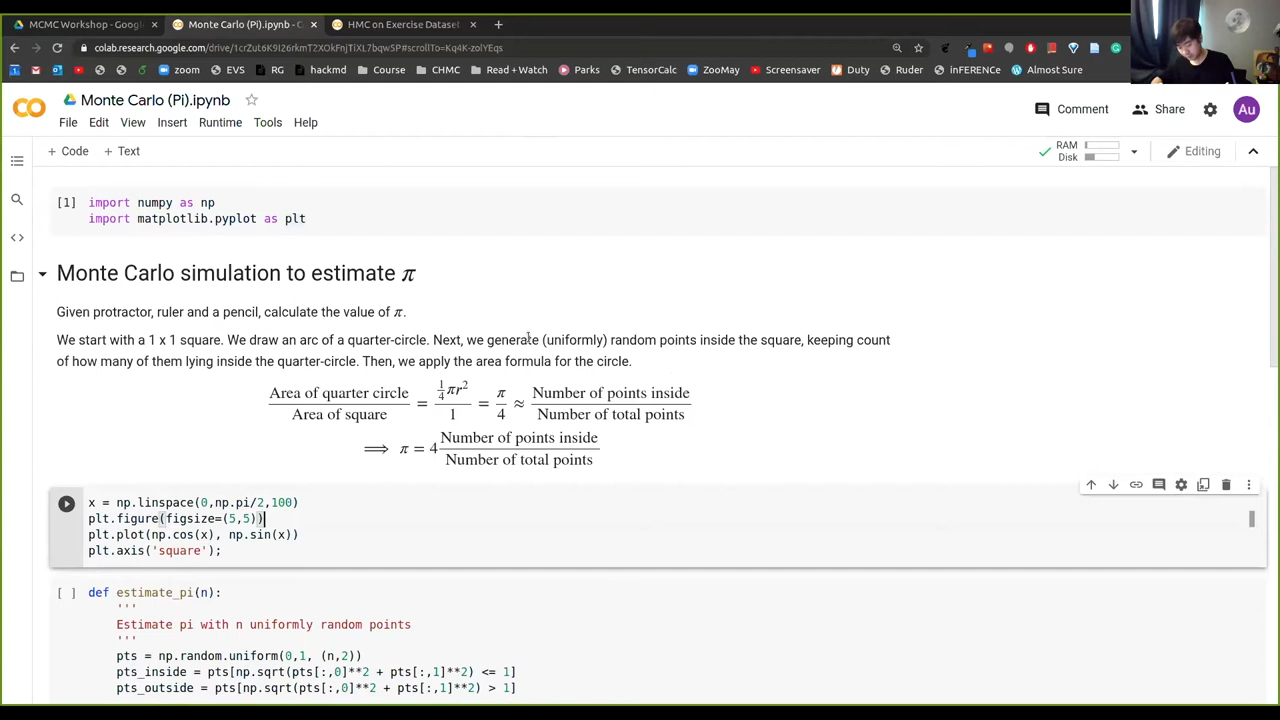 MCMC Workshop - Googl
Monte Carlo (Pi).ipynb - C
HMC on Exercise Dataset
colab.research.google.com/drive/1crZut6K9I26rkmT2XOkFnjTiXL7bqwSP#scrollTo=Kq4K-zolYEqs
zoom EVS RG hackmd Course CHMC Read + Watch Parks TensorCalc ZooMay Screensaver Duty Ruder inFERENCe Almost Sure
Monte Carlo (Pi).ipynb
Comment Share Au
File Edit View Insert Runtime Tools Help
+ Code + Text
RAM
Disk
Editing
[1] import numpy as np
import matplotlib.pyplot as plt
Monte Carlo simulation to estimate π
Given protractor, ruler and a pencil, calculate the value of π.
We start with a 1 x 1 square. We draw an arc of a quarter-circle. Next, we generate (uniformly) random points inside the square, keeping count
of how many of them lying inside the quarter-circle. Then, we apply the area formula for the circle.
Area of quarter circle / Area of square = ¼πr² / 1 = π / 4 ≈ Number of points inside / Number of total points
⟹ π = 4 Number of points inside / Number of total points
x = np.linspace(0,np.pi/2,100)
plt.figure(figsize=(5,5))
plt.plot(np.cos(x), np.sin(x))
plt.axis('square');
[ ] def estimate_pi(n):
'''
Estimate pi with n uniformly random points
'''
pts = np.random.uniform(0,1, (n,2))
pts_inside = pts[np.sqrt(pts[:,0]**2 + pts[:,1]**2) <= 1]
pts_outside = pts[np.sqrt(pts[:,0]**2 + pts[:,1]**2) > 1]